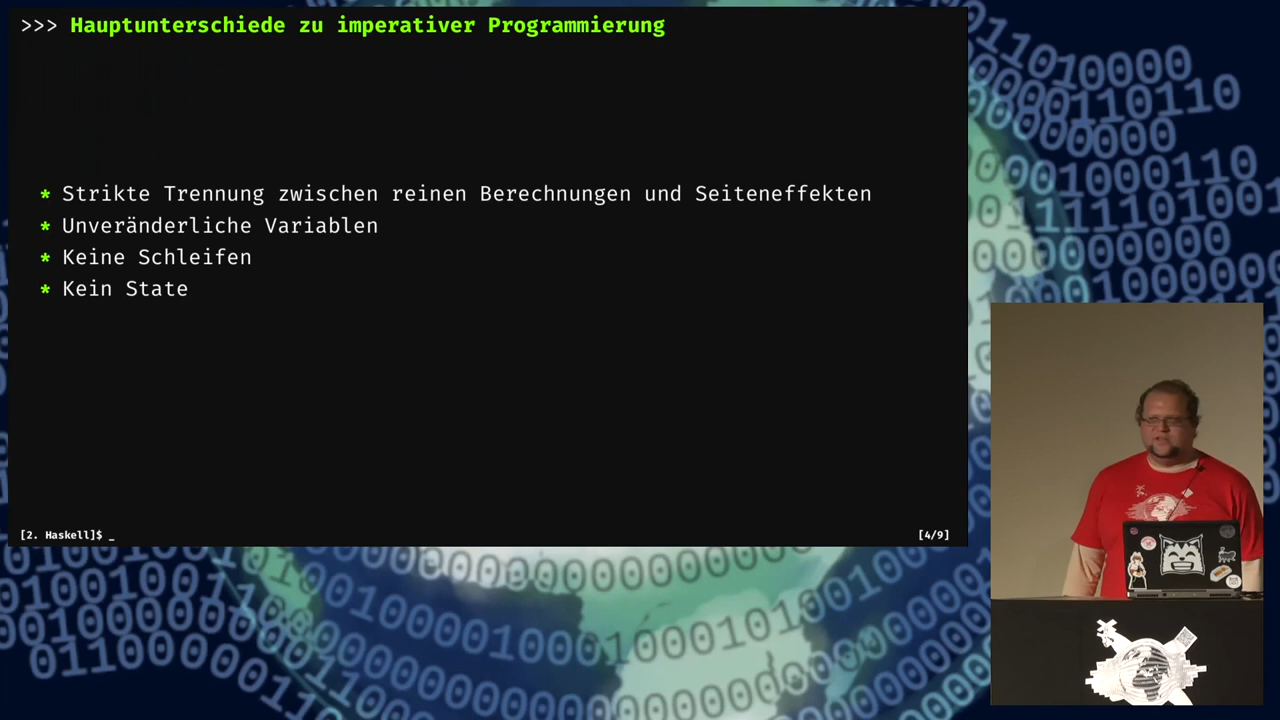 >>> Hauptunterschiede zu imperativer Programmierung
* Strikte Trennung zwischen reinen Berechnungen und Seiteneffekten
* Unveränderliche Variablen
* Keine Schleifen
* Kein State
[2. Haskell]$ _
[4/9]